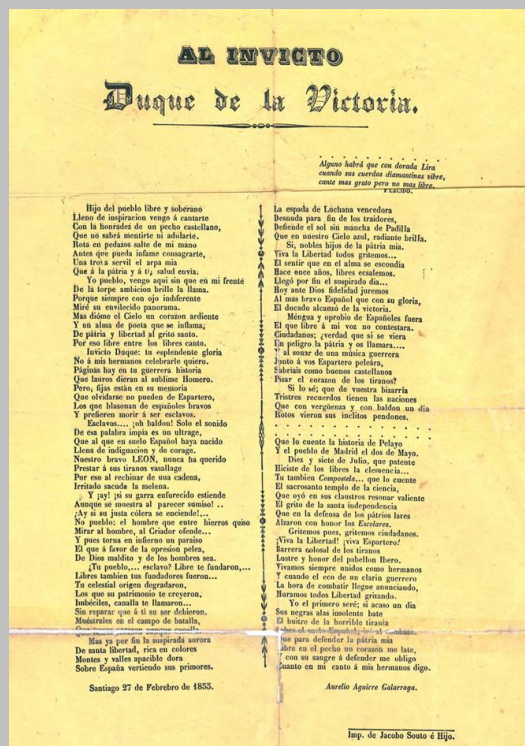 AL INVICTO
Duque de la Victoria.
Alguno habrá que con dorada Lira
cuando sus cuerdas diamantinas vibre,
cante mas grato pero no mas libre.
PLACIDO.
Hijo del pueblo libre y soberano
Lleno de inspiracion vengo á cantarte
Con la honradez de un pecho castellano,
Que no sabrá mentirte ni adularte.
Rota en pedazos salte de mi mano
Antes que pueda infame consagrarte,
Una trova servil el arpa mia
Que á la pátria y á ti, salud envia.
Yo pueblo, vengo aqui sin que en mi frente
De la torpe ambicion brille la llama.
Porque siempre con ojo indiferente
Miré su envilecido panorama.
Mas dióme el Cielo un corazon ardiente
Y un alma de poeta que se inflama,
De pátria y libertad al grito santo.
Por eso libre entre los libres canto.
Invicto Duque: tu esplendente gloria
No á mis hermanos celebrarte quiero.
Páginas hay en tu guerrera historia
Que lauros dieran al sublime Homero.
Pero, fijas están en su memoria
Que olvidarse no pueden de Espartero,
Los que blasonan de españoles bravos
Y prefieren morir á ser esclavos.
Esclavos.... ¡oh baldon! Solo el sonido
De esa palabra impía es un ultrage,
Que al que en suelo Español haya nacido
Llena de indignacion y de corage.
Nuestro bravo LEON, nunca ha querido
Prestar á sus tiranos vasallage
Por eso al rechinar de una cadena,
Irritado sacude la melena.
Y ¡ay! ¡si su garra enfurecido estiende
Aunque se muestra al parecer sumiso! ..
¡Ay si su justa cólera se enciende!...
No pueblo; el hombre que entre hierros quiso
Mirar al hombre, al Criador ofende...
Y pues torna en infierno un paraiso
El que á favor de la opresion pelea,
De Dios maldito y de los hombres sea.
¿Tu pueblo,... esclavo? Libre te fundaron,...
Libres tambien tus fundadores fueron...
Tu celestial origen degradaron,
Los que su patrimonio te creyeron.
Imbéciles, canalla te llamaron...
Sin reparar que á ti su ser debieron.
Muéstrales en el campo de batalla,
Mas ya por fin la suspirada aurora
De santa libertad, rica en colores
Montes y valles apacible dora
Sobre España vertiendo sus primores.
Santiago 27 de Febrebro de 1855.
La espada de Luchana vencedora
Desnuda para fin de los traidores,
Defiende el sol sin mancha de Padilla
Que en nuestro Cielo azul, radiante brilla.
Si, nobles hijos de la pátria mia.
Viva la Libertad todos gritemos...
El sentir que en el alma se escondia
Hace once años, libres ecsalemos.
Llegó por fin el suspirado dia...
Hoy ante Dios fidelidad juremos
Al mas bravo Español que con su gloria,
El ducado alcanzó de la victoria.
Méngua y oprobio de Españoles fuera
El que libre á mi voz no contestara.
Ciudadanos; ¿verdad que si se viera
En peligro la pátria y os llamara....
Y al sonar de una música guerrera
Junto á vos Espartero peleára,
Sabriais como buenos castellanos
Pisar el corazon de los tiranos?
Si lo sé; que de vuestra bizarría
Tristres recuerdos tienen las naciones
Que con vergüenza y con baldon un dia
Rotos vieron sus inclitos pendones.
Que lo cuente la historia de Pelayo
Y el pueblo de Madrid el dos de Mayo.
Diez y siete de Julio, que patente
Hiciste de los libres la clemencia...
Tu tambien Compostela... que lo cuente
El sacrosanto templo de la ciencia,
Que oyó en sus claustros resonar valiente
El grito de la santa independencia
Que en la defensa de los pátrios lares
Alzaron con honor los Escolares.
Gritemos pues, gritemos ciudadanos.
¡Viva la Libertad! ¡viva Espartero!
Barrera colosal de los tiranos
Lustre y honor del pabellon Ibero.
Vivamos siempre unidos como hermanos
Y cuando el eco de un clarin guerrero
La hora de combatir llegue anunciando,
Muramos todos Libertad gritando.
Yo el primero seré; si acaso un dia
Sus negras alas insolente bate
El buitre de la horrible tirania
Que para defender la pátria mia
Libre en el pecho un corazon me late,
Y con su sangre á defender me obligo
Cuanto en mi canto á mis hermanos digo.
Aurelio Aguirre Galarraga.
Imp. de Jacobo Souto é Hijo.